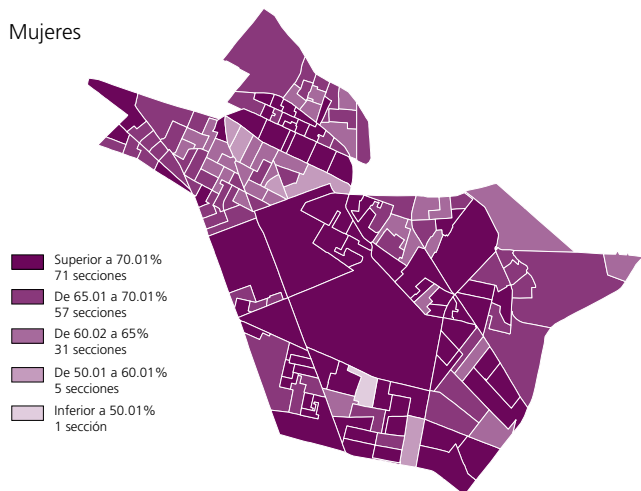 Mujeres
Superior a 70.01%
71 secciones
De 65.01 a 70.01%
57 secciones
De 60.02 a 65%
31 secciones
De 50.01 a 60.01%
5 secciones
Inferior a 50.01%
1 sección